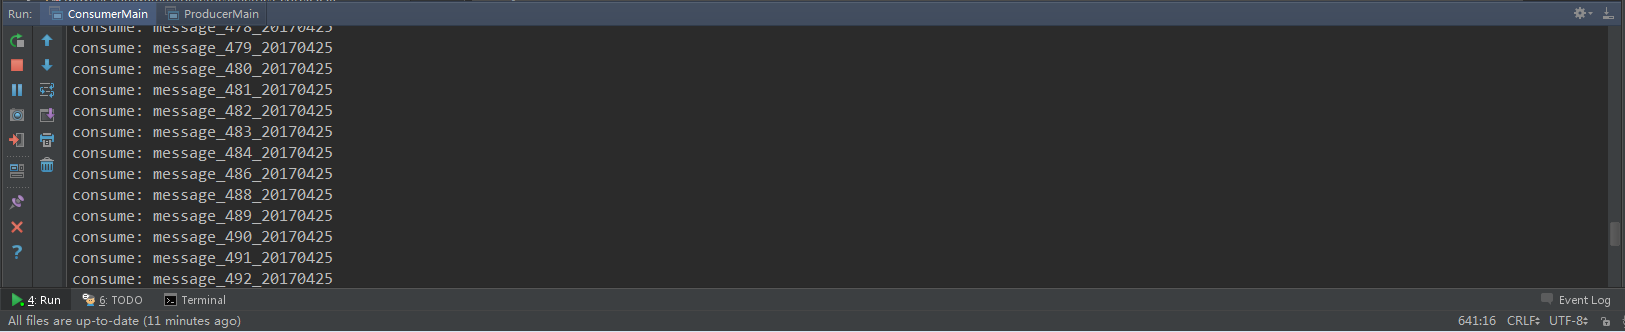 Run: ConsumerMain ProducerMain
consume: message_478_20170425
consume: message_479_20170425
consume: message_480_20170425
consume: message_481_20170425
consume: message_482_20170425
consume: message_483_20170425
consume: message_484_20170425
consume: message_486_20170425
consume: message_488_20170425
consume: message_489_20170425
consume: message_490_20170425
consume: message_491_20170425
consume: message_492_20170425
4: Run 6: TODO Terminal Event Log
All files are up-to-date (11 minutes ago) 641:16 CRLF UTF-8